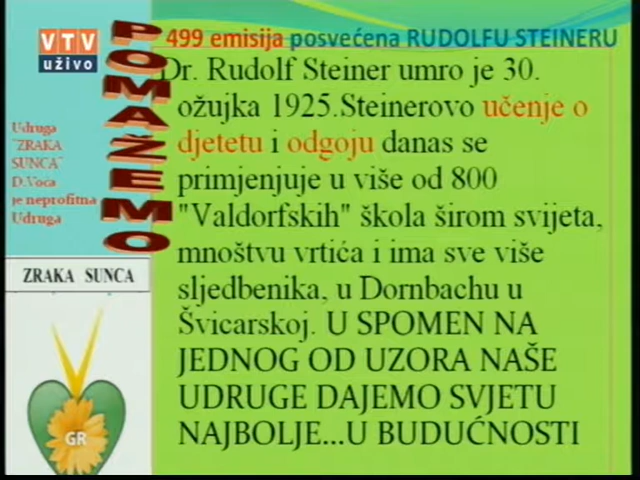 VTV
uživo
POMAŽEMO
499 emisija posvećena RUDOLFU STEINERU
Dr. Rudolf Steiner umro je 30.
ožujka 1925.Steinerovo učenje o
djetetu i odgoju danas se
primjenjuje u više od 800
"Valdorfskih" škola širom svijeta,
mnoštvu vrtića i ima sve više
sljedbenika, u Dornbachu u
Švicarskoj. U SPOMEN NA
JEDNOG OD UZORA NAŠE
UDRUGE DAJEMO SVJETU
NAJBOLJE...U BUDUĆNOSTI
Udruga
"ZRAKA
SUNCA"
D.Voća
je neprofitna
Udruga
ZRAKA SUNCA
GR